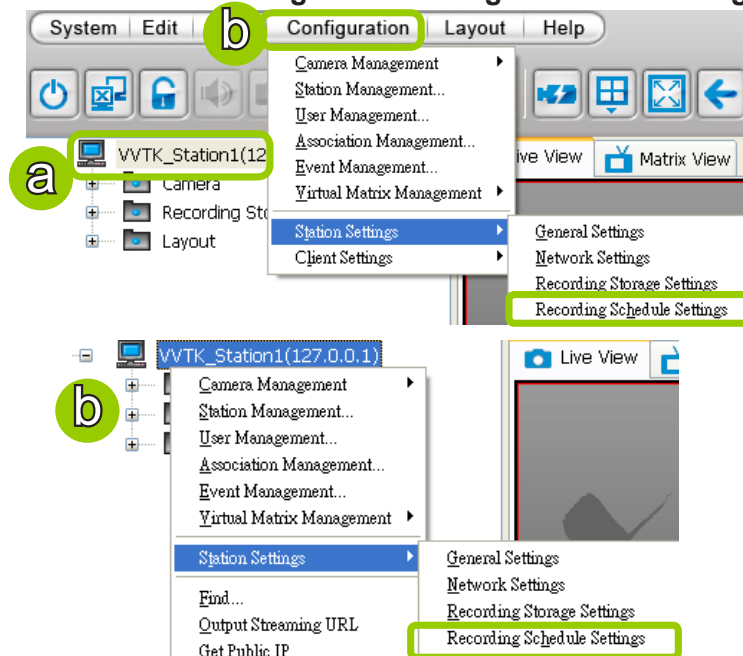 System Edit Configuration Layout Help
b
Camera Management
Station Management...
User Management...
Association Management...
Event Management...
Virtual Matrix Management
Station Settings
Client Settings
General Settings
Network Settings
Recording Storage Settings
Recording Schedule Settings
a
VVTK_Station1(12
Camera
Recording Sto
Layout
ive View
Matrix View
VVTK_Station1(127.0.0.1)
b
Camera Management
Station Management...
User Management...
Association Management...
Event Management...
Virtual Matrix Management
Station Settings
Find...
Output Streaming URL
Get Public IP
General Settings
Network Settings
Recording Storage Settings
Recording Schedule Settings
Live View